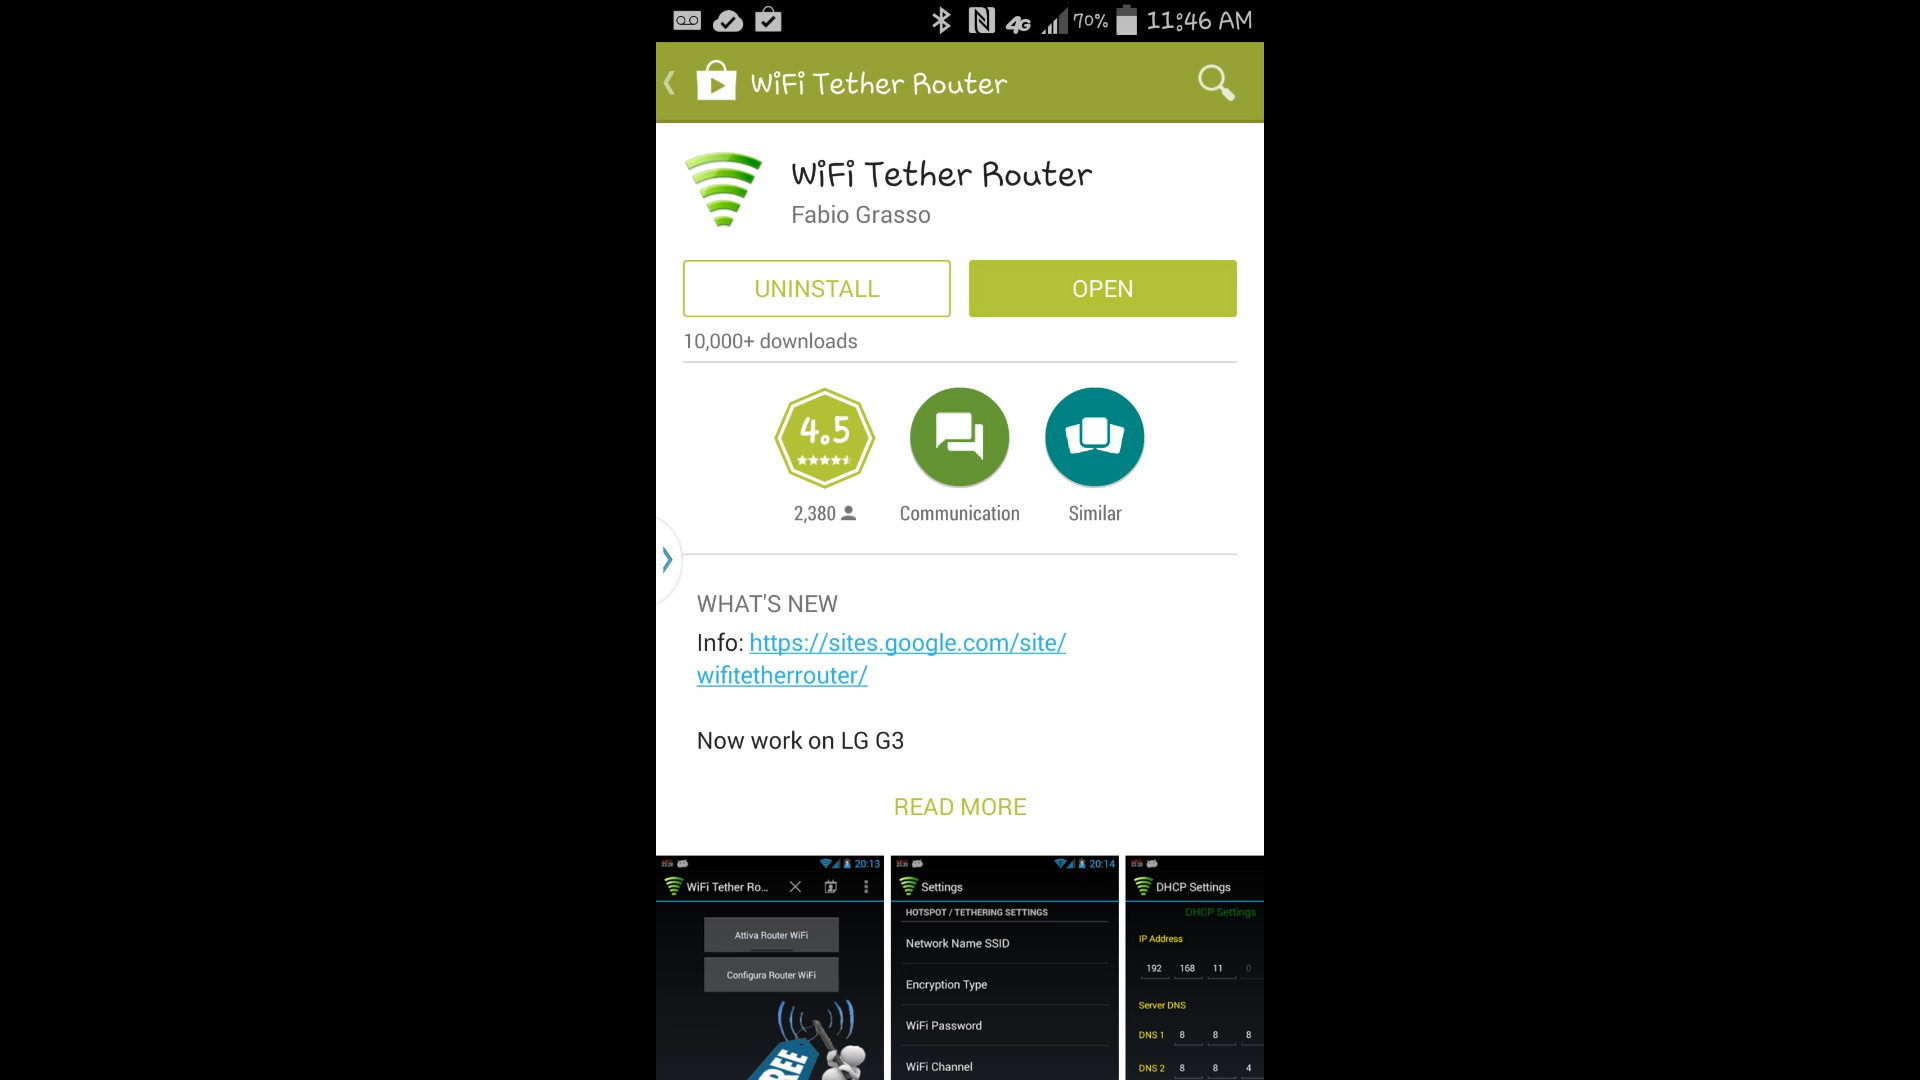 70% 11:46 AM
WiFi Tether Router
WiFi Tether Router
Fabio Grasso
UNINSTALL OPEN
10,000+ downloads
4.5
2,380 Communication Similar
WHAT'S NEW
Info: https://sites.google.com/site/
wifitetherrouter/
Now work on LG G3
READ MORE
20:13
WiFi Tether Ro...
Attiva Router WiFi
Configura Router WiFi
FREE
20:14
Settings
HOTSPOT / TETHERING SETTINGS
Network Name SSID
Encryption Type
WiFi Password
WiFi Channel
DHCP Settings
DHCP Settings
IP Address
192 168 11 0
Server DNS
DNS 1 8 8 8
DNS 2 8 8 4